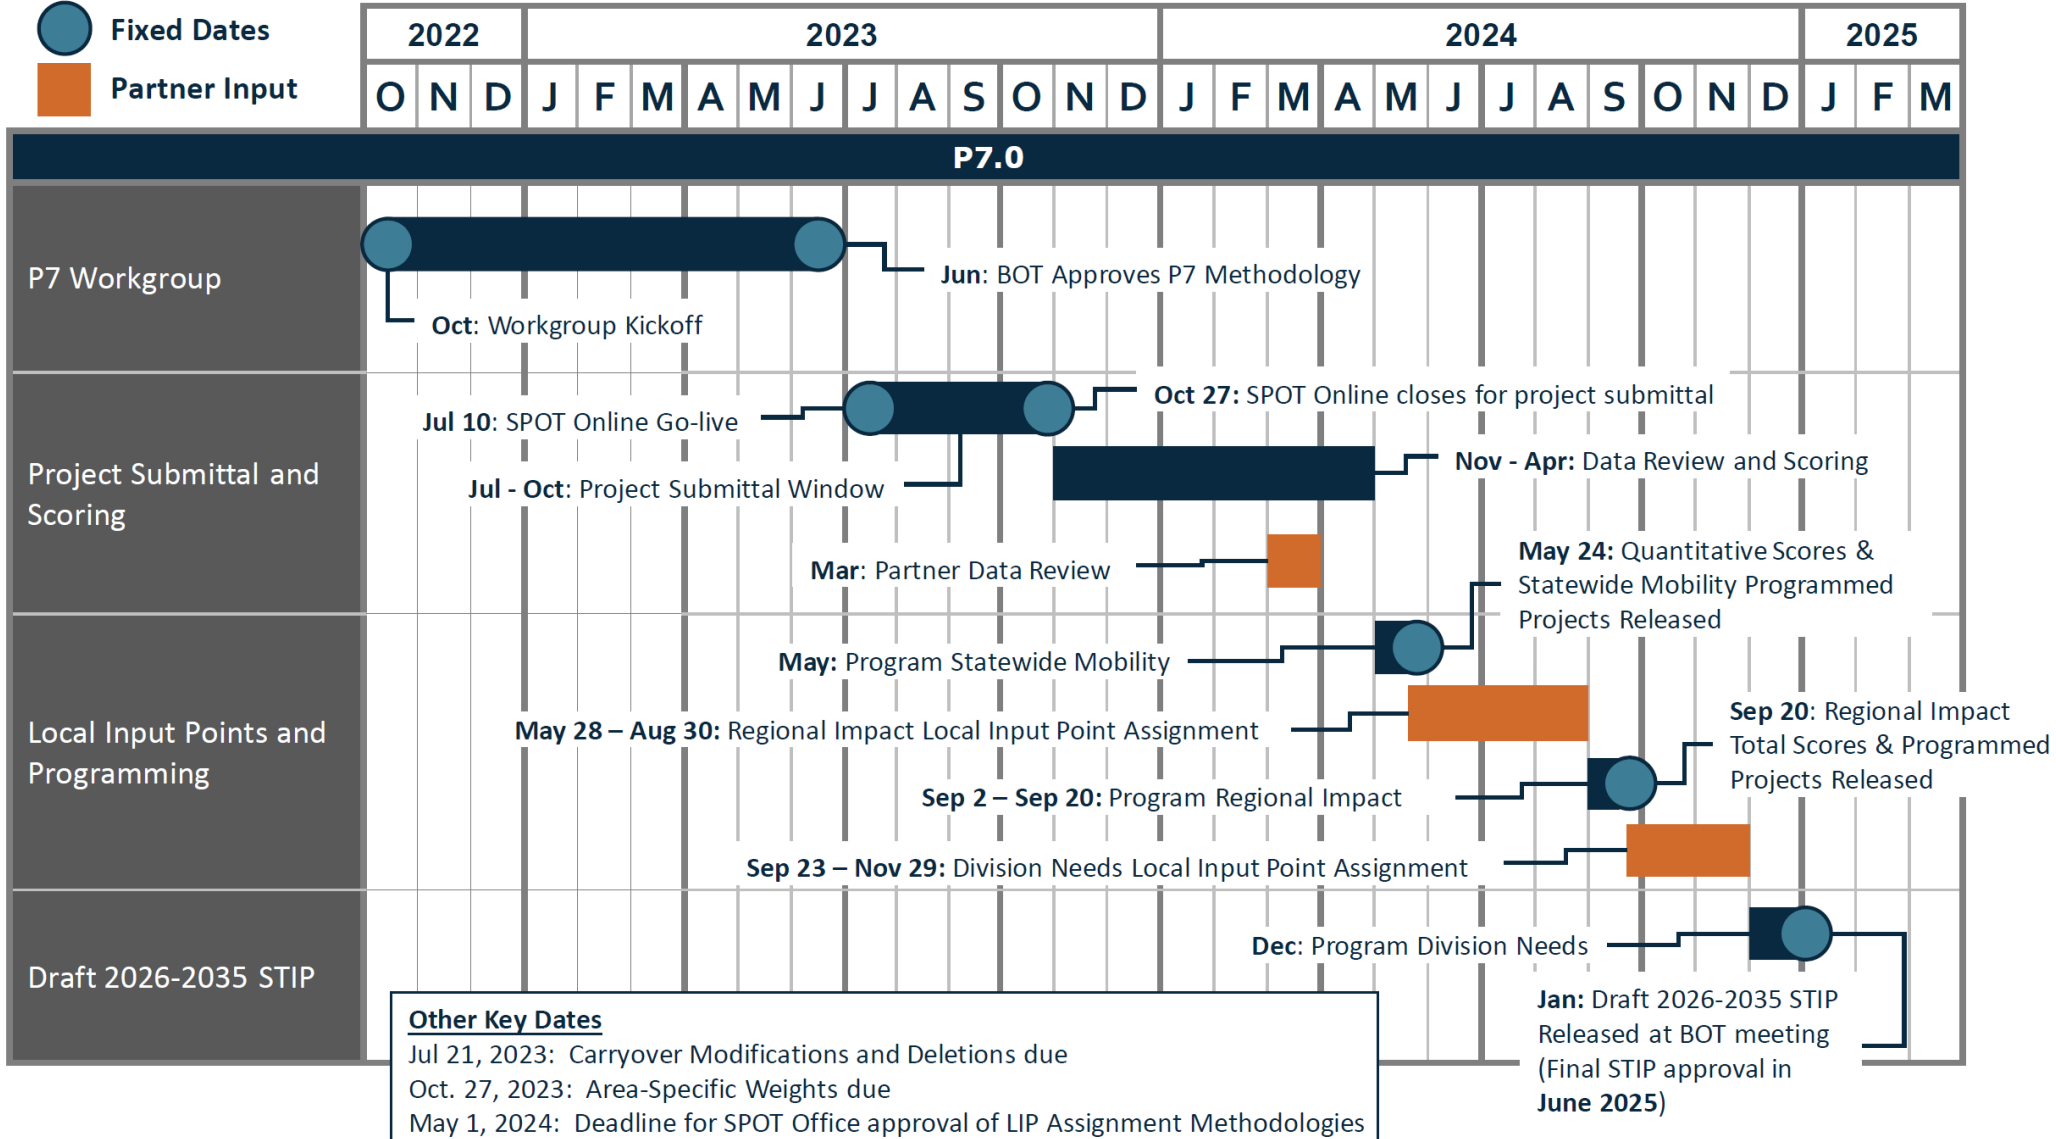 Fixed Dates
Partner Input
2022 2023 2024 2025
O N D J F M A M J J A S O N D J F M A M J J A S O N D J F M
P7.0
P7 Workgroup
Jun: BOT Approves P7 Methodology
Oct: Workgroup Kickoff
Project Submittal and
Scoring
Oct 27: SPOT Online closes for project submittal
Jul 10: SPOT Online Go-live
Nov - Apr: Data Review and Scoring
Jul - Oct: Project Submittal Window
Mar: Partner Data Review
May 24: Quantitative Scores &
Statewide Mobility Programmed
Projects Released
Local Input Points and
Programming
May: Program Statewide Mobility
May 28 – Aug 30: Regional Impact Local Input Point Assignment
Sep 20: Regional Impact
Total Scores & Programmed
Projects Released
Sep 2 – Sep 20: Program Regional Impact
Sep 23 – Nov 29: Division Needs Local Input Point Assignment
Draft 2026-2035 STIP
Dec: Program Division Needs
Jan: Draft 2026-2035 STIP
Released at BOT meeting
(Final STIP approval in
June 2025)
Other Key Dates
Jul 21, 2023: Carryover Modifications and Deletions due
Oct. 27, 2023: Area-Specific Weights due
May 1, 2024: Deadline for SPOT Office approval of LIP Assignment Methodologies